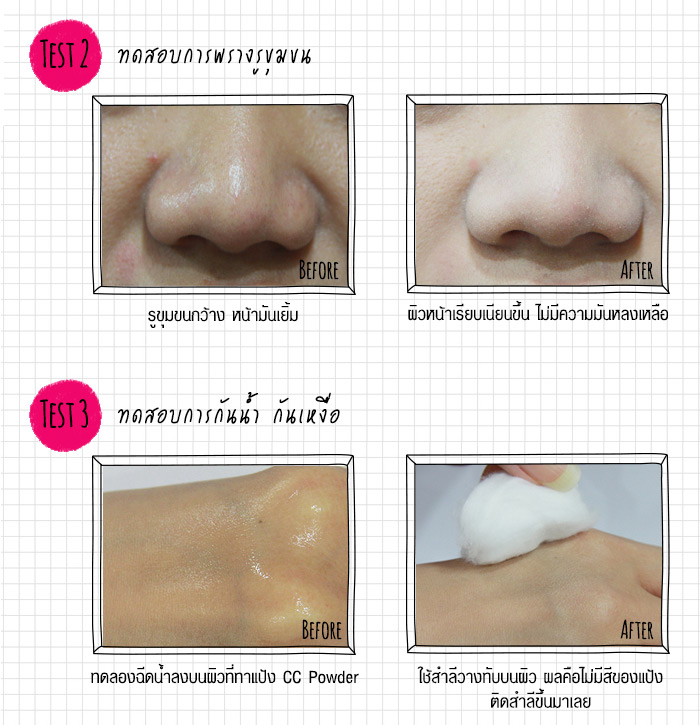 TEST 2 ทดสอบการพรางรูขุมขน
BEFORE
AFTER
รูขุมขนกว้าง หน้ามันเยิ้ม
ผิวหน้าเรียบเนียนขึ้น ไม่มีความมันหลงเหลือ
TEST 3 ทดสอบการกันน้ำ กันเหงื่อ
BEFORE
AFTER
ทดลองฉีดน้ำลงบนผิวที่ทาแป้ง CC Powder
ใช้สำลีวางทับบนผิว ผลคือไม่มีสีของแป้ง
ติดสำลีขึ้นมาเลย